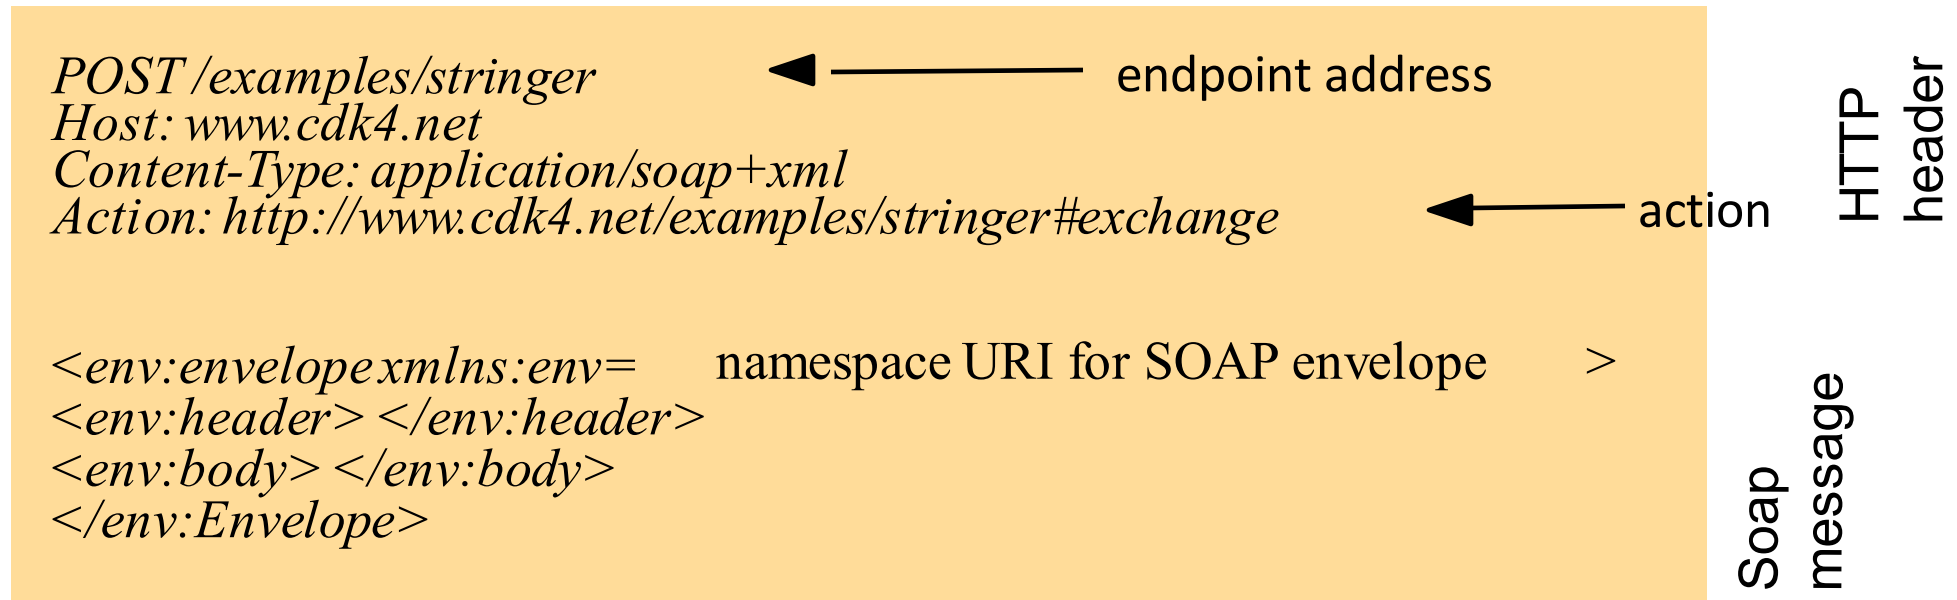 POST /examples/stringer
endpoint address
Host: www.cdk4.net
Content-Type: application/soap+xml
Action: http://www.cdk4.net/examples/stringer#exchange
action
HTTP
header
<env:envelope xmlns:env= namespace URI for SOAP envelope >
<env:header> </env:header>
<env:body> </env:body>
</env:Envelope>
Soap
message